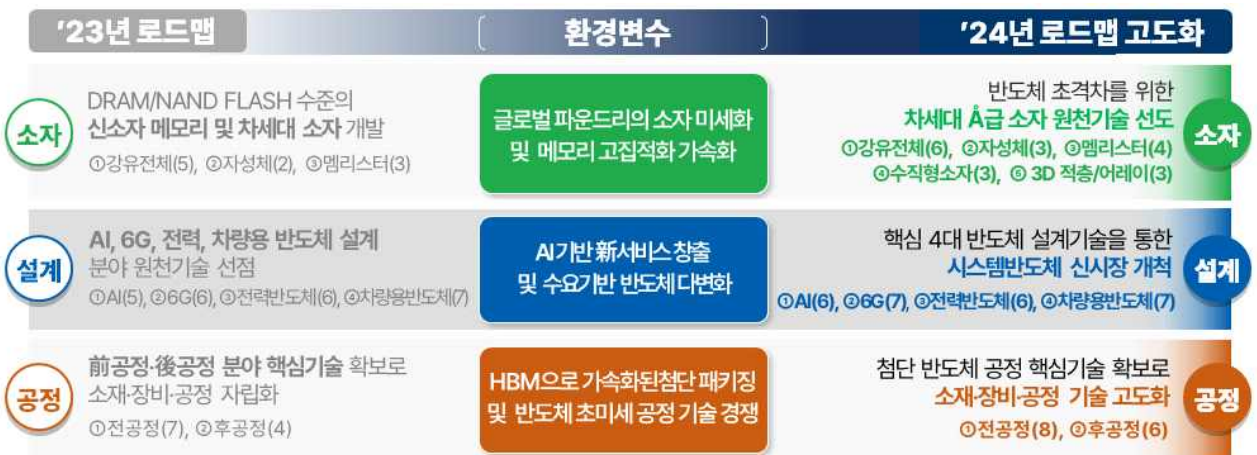 '23년 로드맵
환경변수
'24년 로드맵 고도화
소자
DRAM/NAND FLASH 수준의
신소자 메모리 및 차세대 소자 개발
①강유전체(5), ②자성체(2), ③멤리스터(3)
글로벌 파운드리의 소자 미세화
및 메모리 고집적화 가속화
반도체 초격차를 위한
차세대 Å급 소자 원천기술 선도
①강유전체(6), ②자성체(3), ③멤리스터(4)
④수직형소자(3), ⑤ 3D 적층/어레이(3)
소자
설계
AI, 6G, 전력, 차량용 반도체 설계
분야 원천기술 선점
①AI(5), ②6G(6), ③전력반도체(6), ④차량용반도체(7)
AI기반 新서비스 창출
및 수요기반 반도체 다변화
핵심 4대 반도체 설계기술을 통한
시스템반도체 신시장 개척
①AI(6), ②6G(7), ③전력반도체(6), ④차량용반도체(7)
설계
공정
前공정·後공정 분야 핵심기술 확보로
소재·장비·공정 자립화
①전공정(7), ②후공정(4)
HBM으로 가속화된 첨단 패키징
및 반도체 초미세 공정 기술 경쟁
첨단 반도체 공정 핵심기술 확보로
소재·장비·공정 기술 고도화
①전공정(8), ②후공정(6)
공정